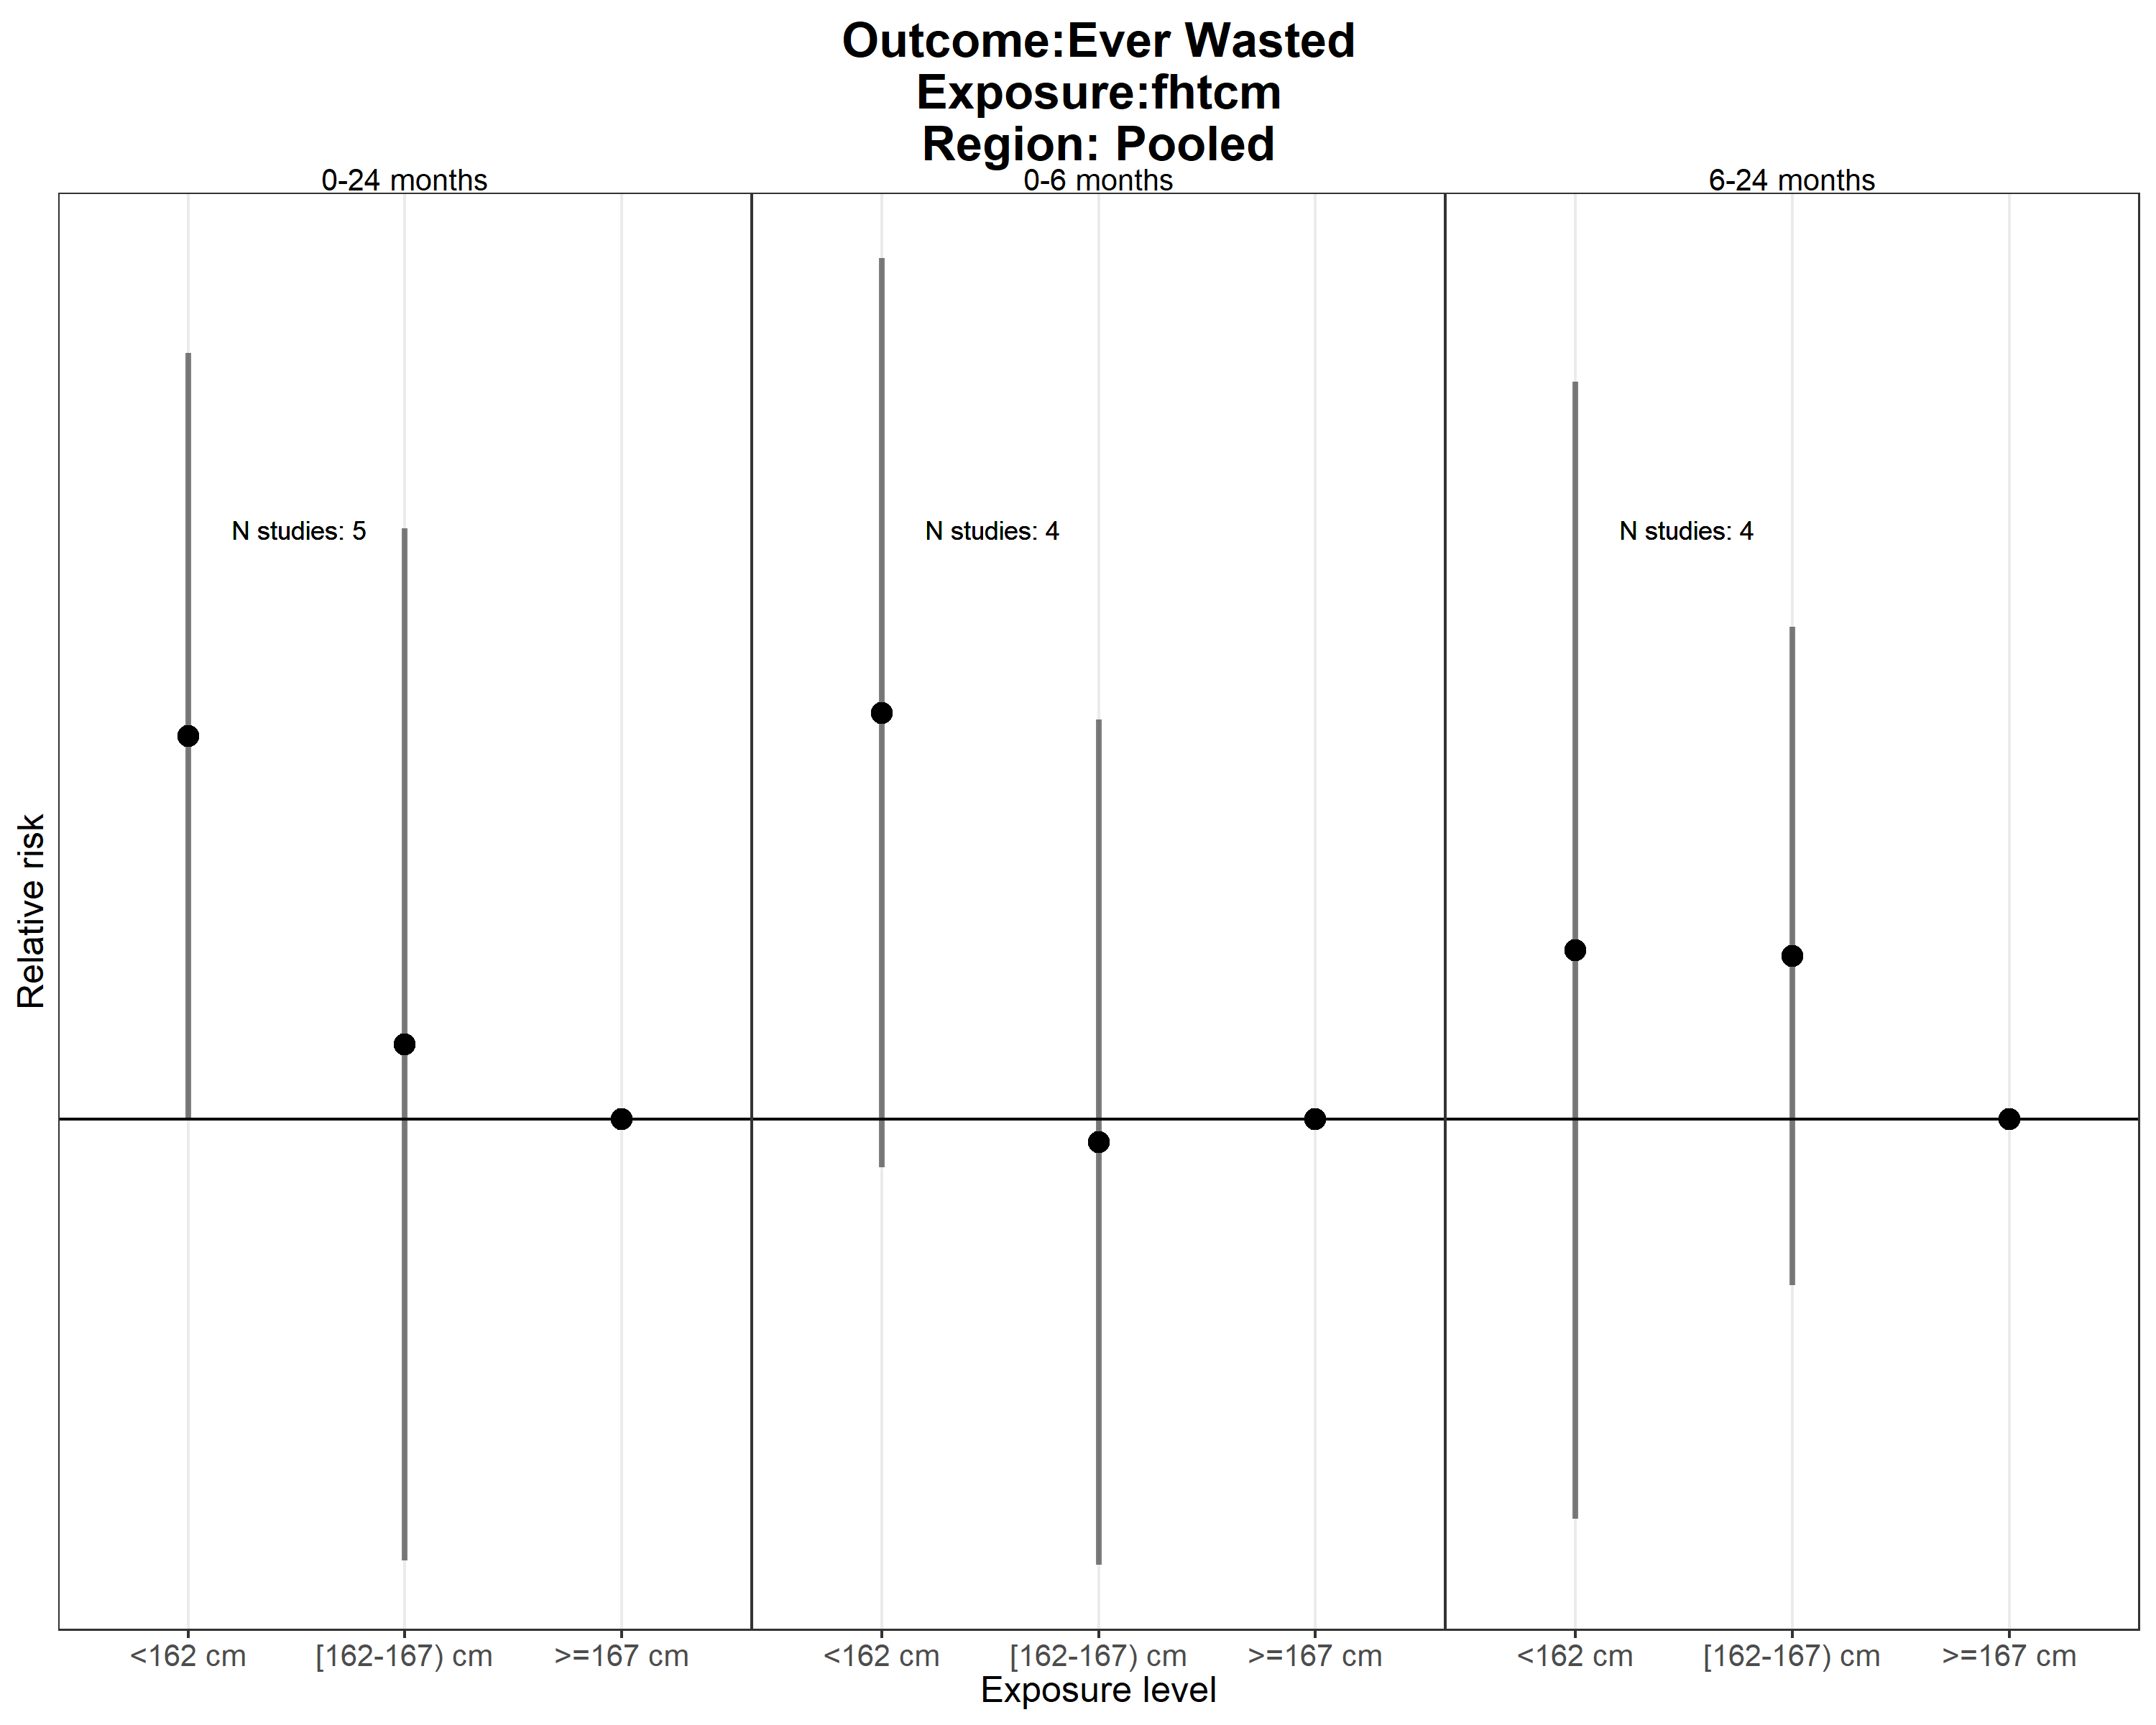 Outcome:Ever Wasted
Exposure:fhtcm
Region: Pooled
0-24 months
0-6 months
6-24 months
N studies: 5
N studies: 4
N studies: 4
Relative risk
<162 cm
[162-167) cm
>=167 cm
<162 cm
[162-167) cm
>=167 cm
<162 cm
[162-167) cm
>=167 cm
Exposure level